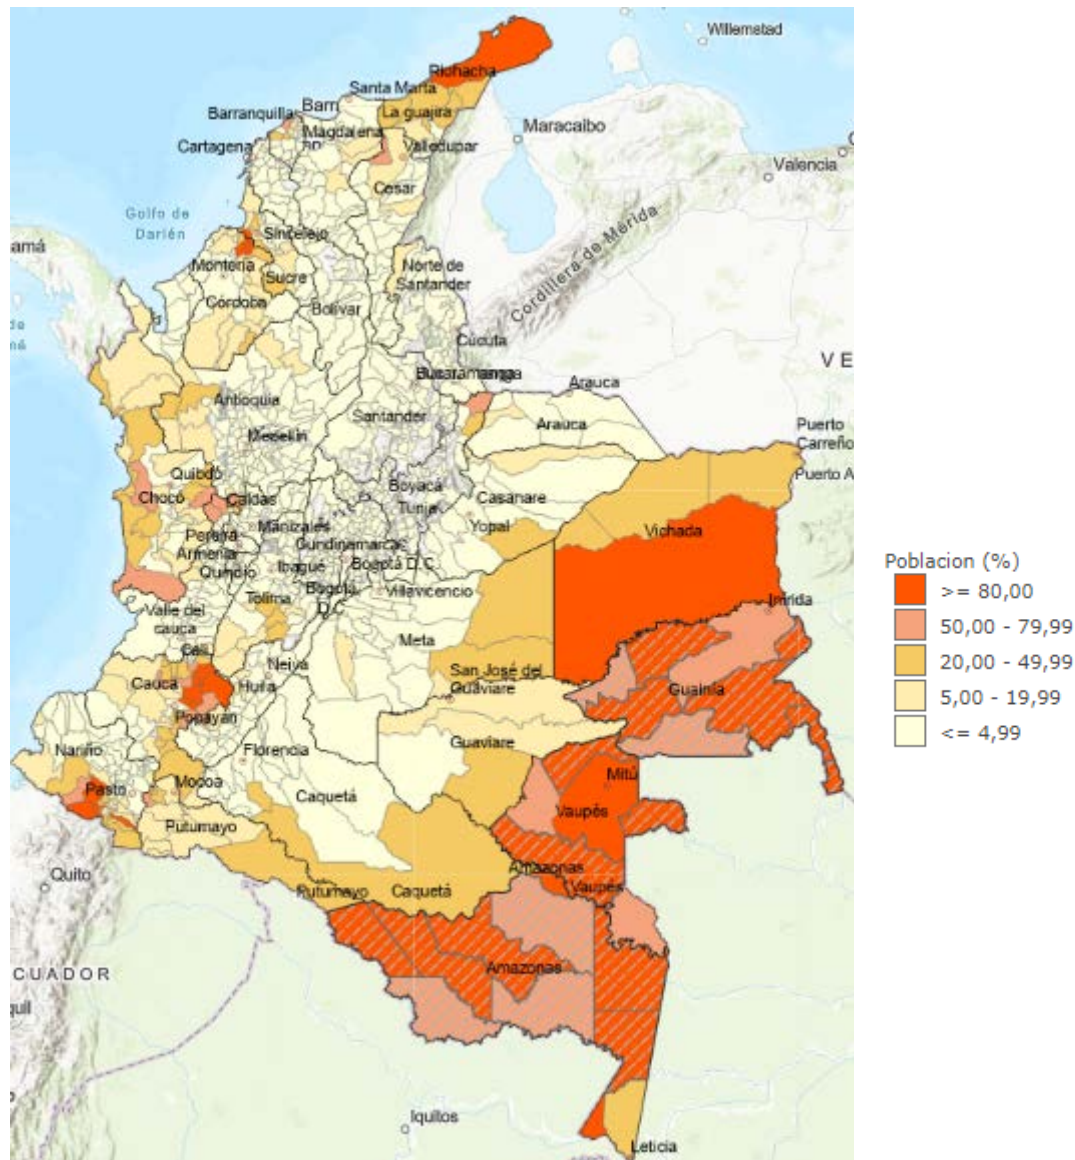 Willemstad
Riohacha
Santa Marta
Barranquilla
Barn
La guajira
Maracaibo
Magdalena
Cartagena
Valledupar
Valencia
Cesar
Golfo de
Darién
Sincelejo
amá
Montería
Norte de
Santander
Sucre
Cordillera de Mérida
Córdoba
Bolívar
Cúcuta
VE
Bucaramanga
Arauca
Antioquia
Santander
Arauca
Puerto
Carreño
Medellín
Quibdó
Puerto A
Boyacá
Chocó
Caldas
Casanare
Tunja
Pereira
Manizales
Yopal
Vichada
Armenia
Cundinamarca
Quindío
Ibagué
Bogotá D.C.
Bogotá
D.C.
Tolima
Villavicencio
Inírida
Valle del
cauca
Meta
Cali
Neiva
San José del
Guaviare
Cauca
Huila
Guainía
Popayán
Nariño
Florencia
Guaviare
Mocoa
Mitú
Pasto
Caquetá
Vaupés
Putumayo
Amazonas
Quito
Putumayo
Caquetá
Vaupés
CUADOR
Amazonas
Iquitos
Leticia
Poblacion (%)
>= 80,00
50,00 - 79,99
20,00 - 49,99
5,00 - 19,99
<= 4,99